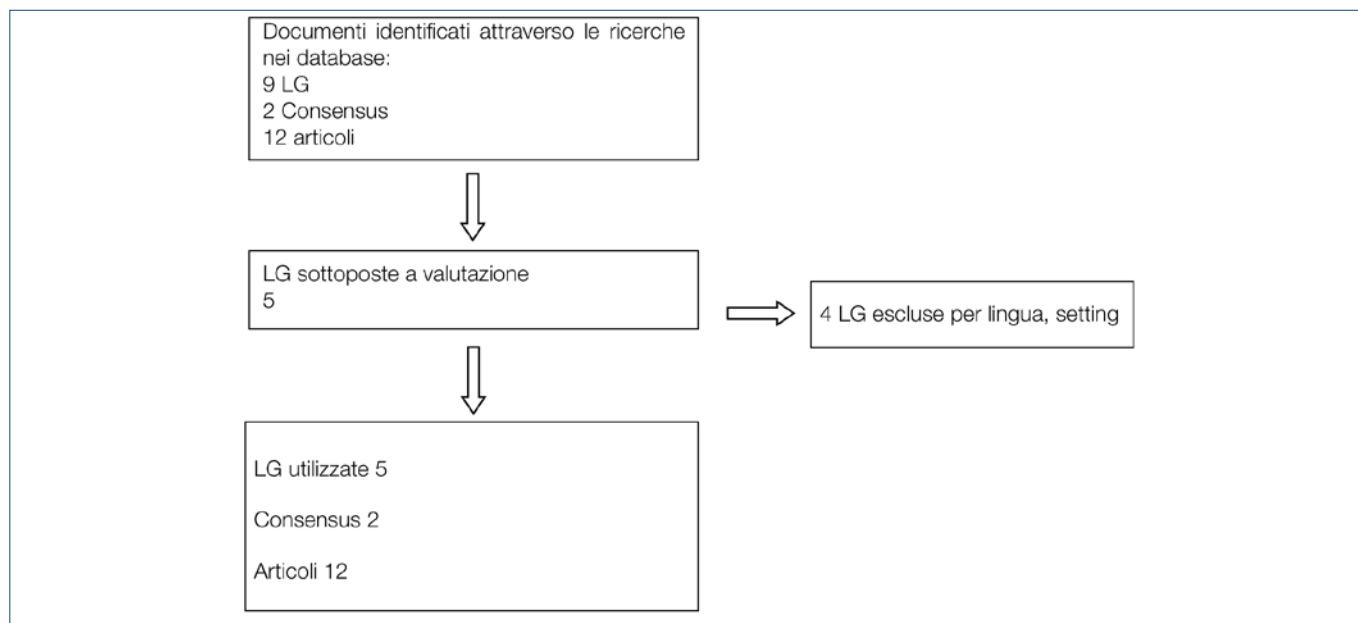 Documenti identificati attraverso le ricerche
nei database:
9 LG
2 Consensus
12 articoli
LG sottoposte a valutazione
5
4 LG escluse per lingua, setting
LG utilizzate 5
Consensus 2
Articoli 12